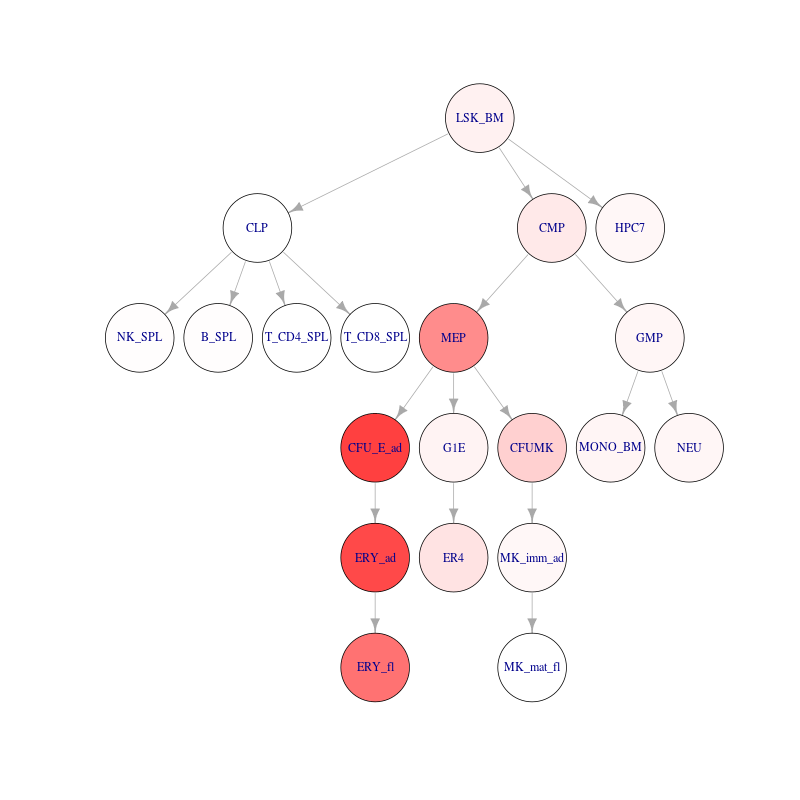 LSK_BM
CLP
CMP
HPC7
NK_SPL
B_SPL
T_CD4_SPL
T_CD8_SPL
MEP
GMP
CFU_E_ad
G1E
CFUMK
MONO_BM
NEU
ERY_ad
ER4
MK_imm_ad
ERY_fl
MK_mat_fl